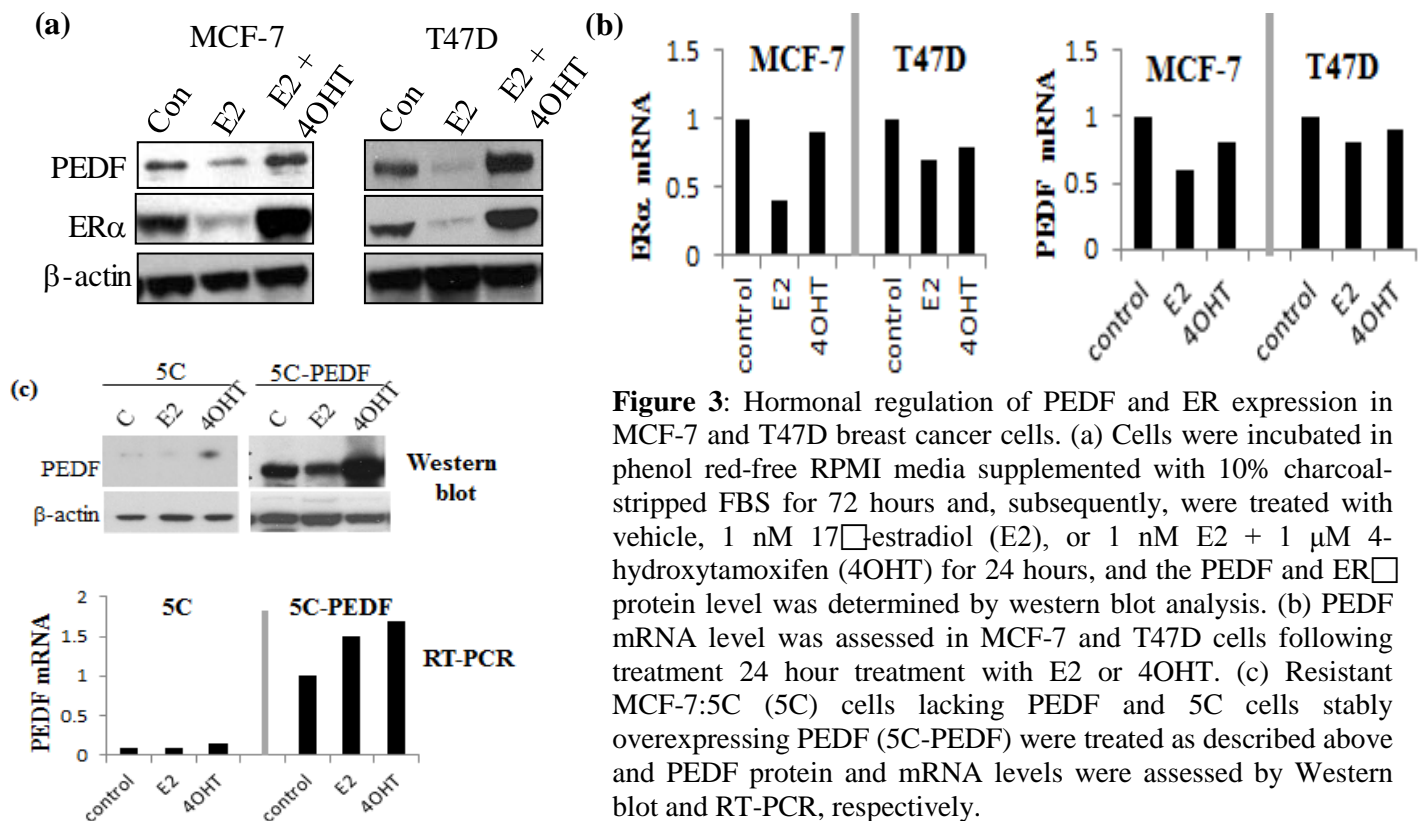 (a)
MCF-7
T47D
Con
E2
E2 +
4OHT
Con
E2
E2 +
4OHT
PEDF
ERα
β-actin
(b)
1.5
1
0.5
0
ERα mRNA
MCF-7
T47D
control
E2
4OHT
control
E2
4OHT
1.5
1
0.5
0
PEDF mRNA
MCF-7
T47D
control
E2
4OHT
control
E2
4OHT
(c)
5C
5C-PEDF
C
E2
4OHT
C
E2
4OHT
PEDF
β-actin
Western
blot
2
1.5
1
0.5
0
PEDF mRNA
5C
5C-PEDF
RT-PCR
control
E2
4OHT
control
E2
4OHT
Figure 3: Hormonal regulation of PEDF and ER expression in
MCF-7 and T47D breast cancer cells. (a) Cells were incubated in
phenol red-free RPMI media supplemented with 10% charcoal-
stripped FBS for 72 hours and, subsequently, were treated with
vehicle, 1 nM 17□-estradiol (E2), or 1 nM E2 + 1 μM 4-
hydroxytamoxifen (4OHT) for 24 hours, and the PEDF and ER□
protein level was determined by western blot analysis. (b) PEDF
mRNA level was assessed in MCF-7 and T47D cells following
treatment 24 hour treatment with E2 or 4OHT. (c) Resistant
MCF-7:5C (5C) cells lacking PEDF and 5C cells stably
overexpressing PEDF (5C-PEDF) were treated as described above
and PEDF protein and mRNA levels were assessed by Western
blot and RT-PCR, respectively.